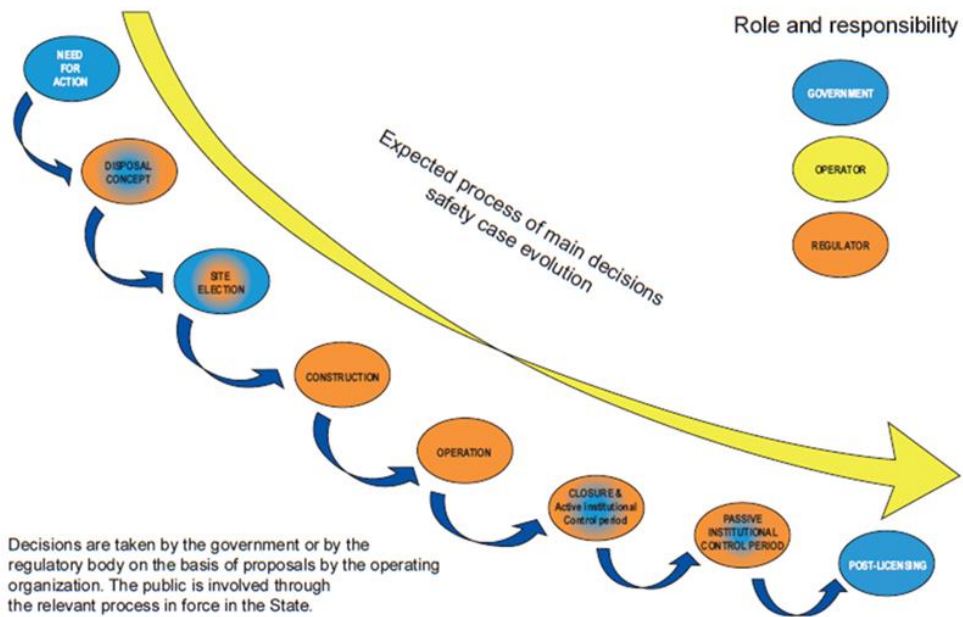 Role and responsibility
NEED
FOR
ACTION
GOVERNMENT
DISPOSAL
CONCEPT
OPERATOR
Expected process of main decisions
safety case evolution
REGULATOR
SITE
ELECTION
CONSTRUCTION
OPERATION
CLOSURE &
Active institutional
Control period
PASSIVE
INSTITUTIONAL
CONTROL PERIOD
POST-LICENSING
Decisions are taken by the government or by the
regulatory body on the basis of proposals by the operating
organization. The public is involved through
the relevant process in force in the State.